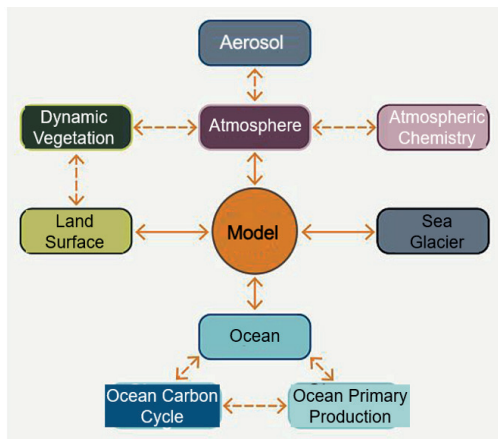 Aerosol
Dynamic
Vegetation
Atmosphere
Atmospheric
Chemistry
Land
Surface
Model
Sea
Glacier
Ocean
Ocean Carbon
Cycle
Ocean Primary
Production